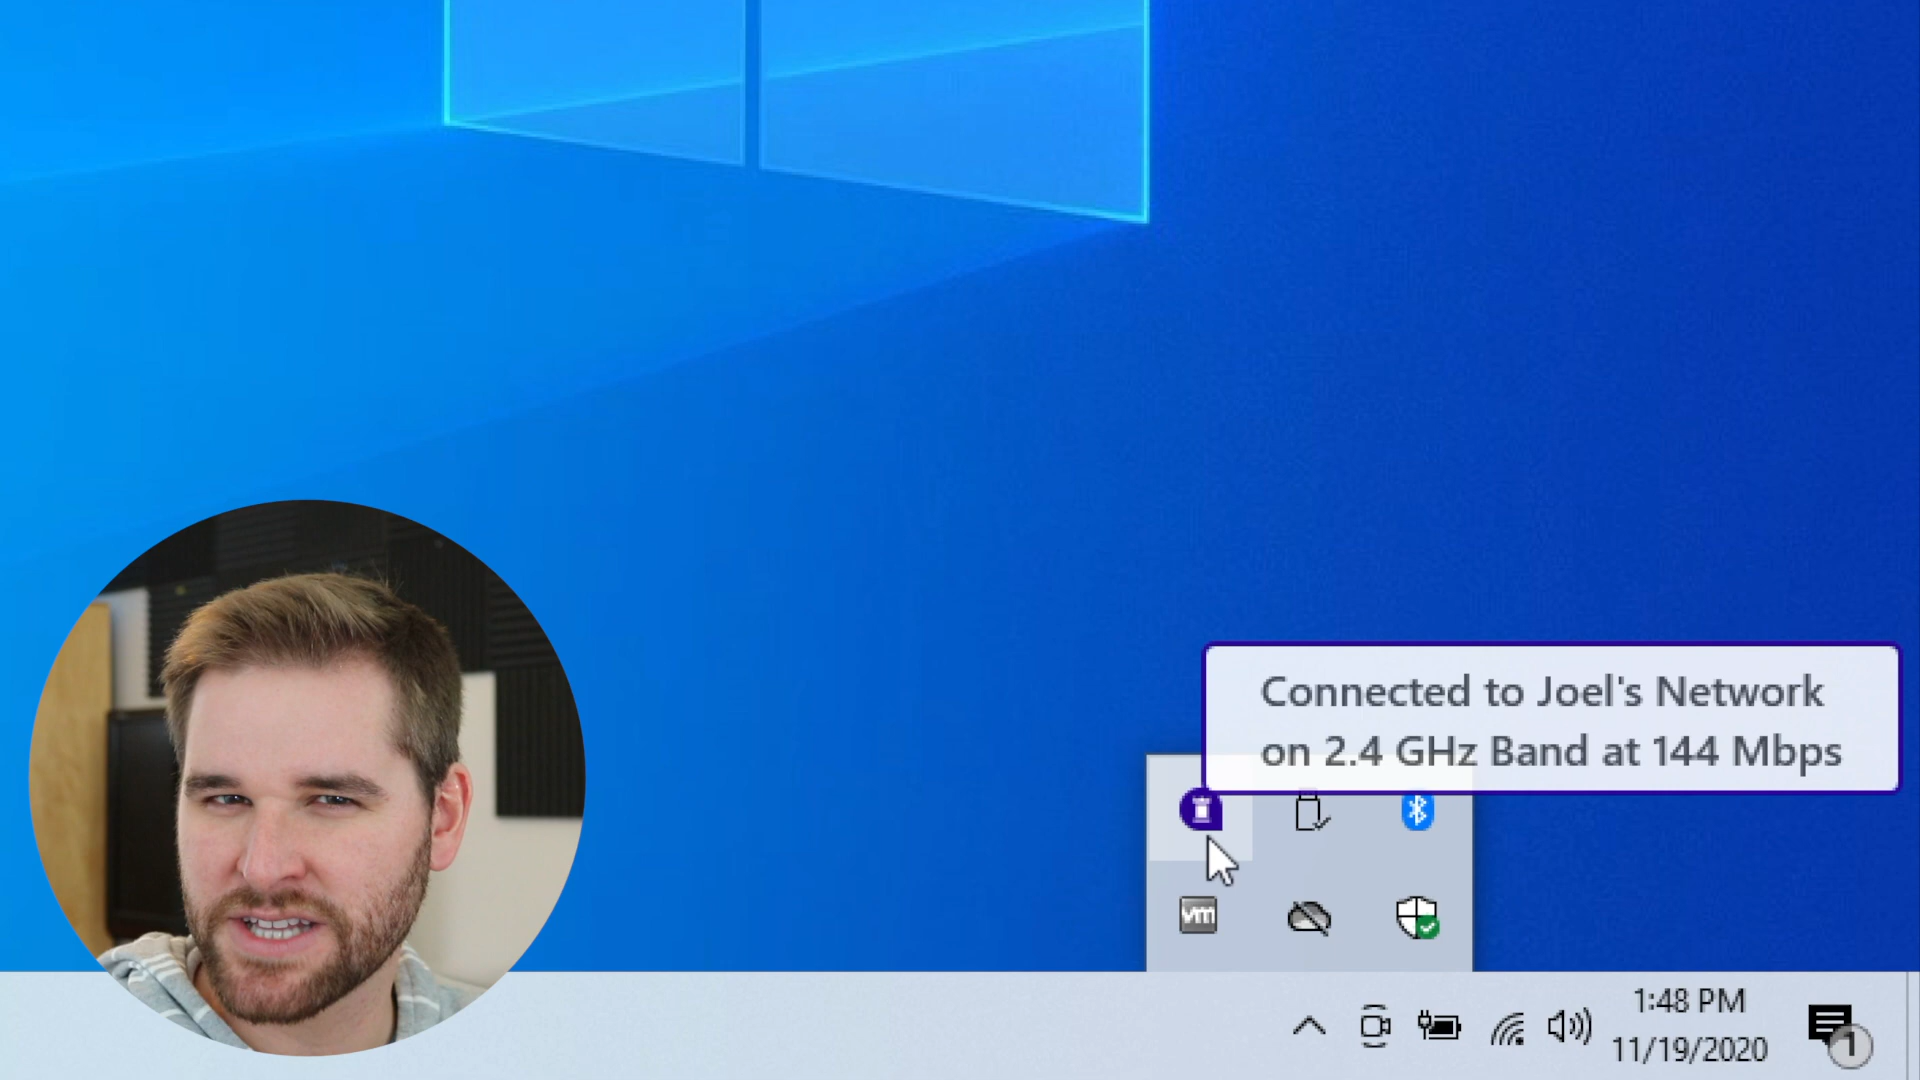 Connected to Joel's Network
on 2.4 GHz Band at 144 Mbps
vm
1:48 PM
11/19/2020
1